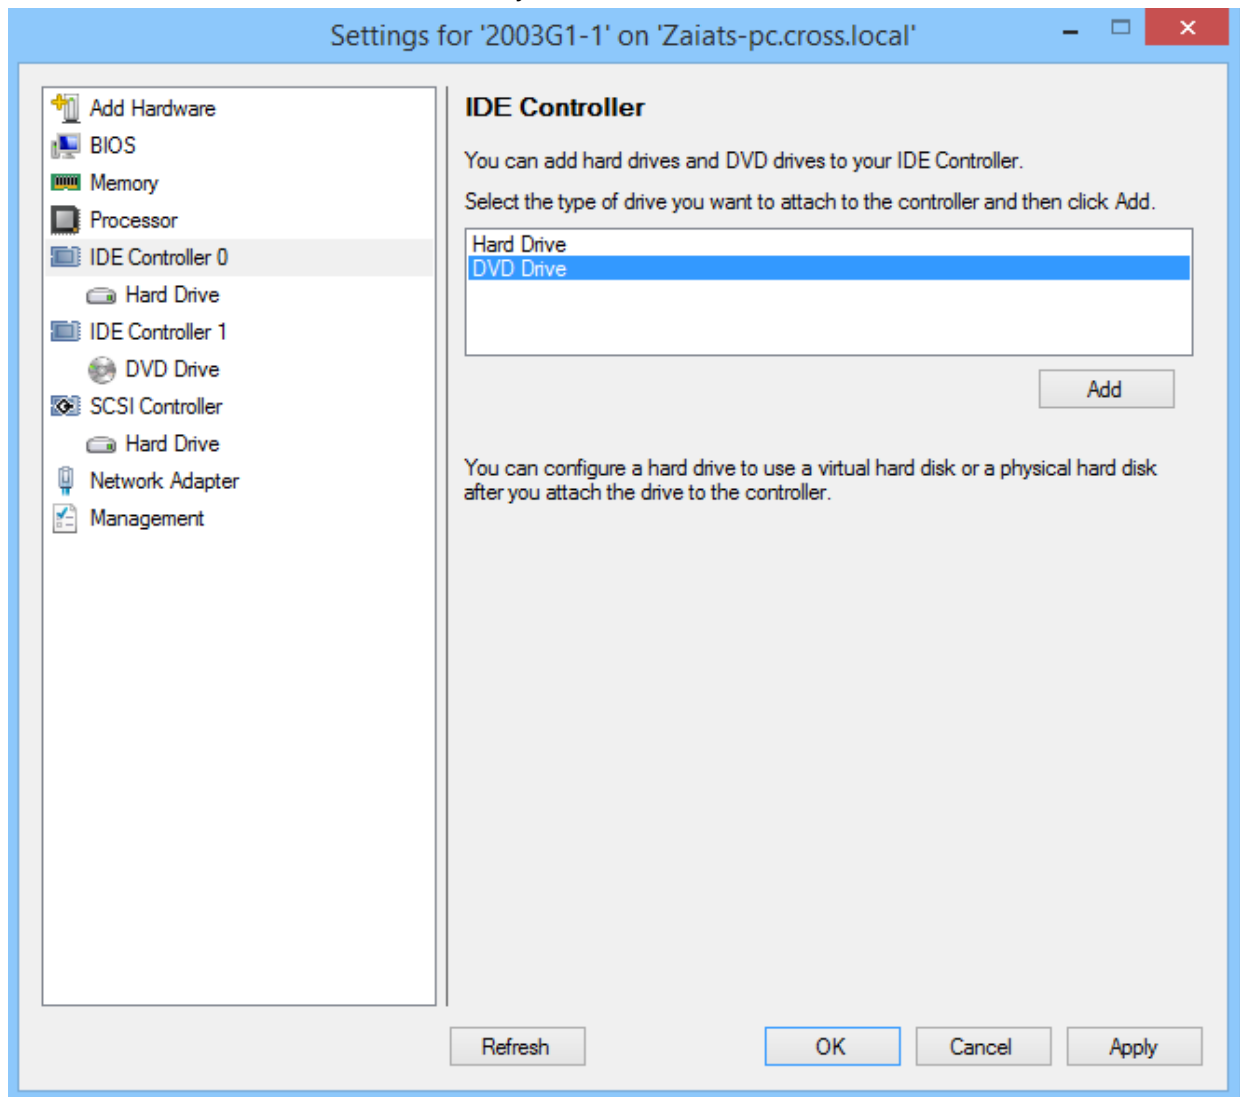 Settings for '2003G1-1' on 'Zaiats-pc.cross.local'
Add Hardware
BIOS
Memory
Processor
IDE Controller 0
Hard Drive
IDE Controller 1
DVD Drive
SCSI Controller
Hard Drive
Network Adapter
Management
IDE Controller
You can add hard drives and DVD drives to your IDE Controller.
Select the type of drive you want to attach to the controller and then click Add.
Hard Drive
DVD Drive
Add
You can configure a hard drive to use a virtual hard disk or a physical hard disk
after you attach the drive to the controller.
Refresh
OK
Cancel
Apply